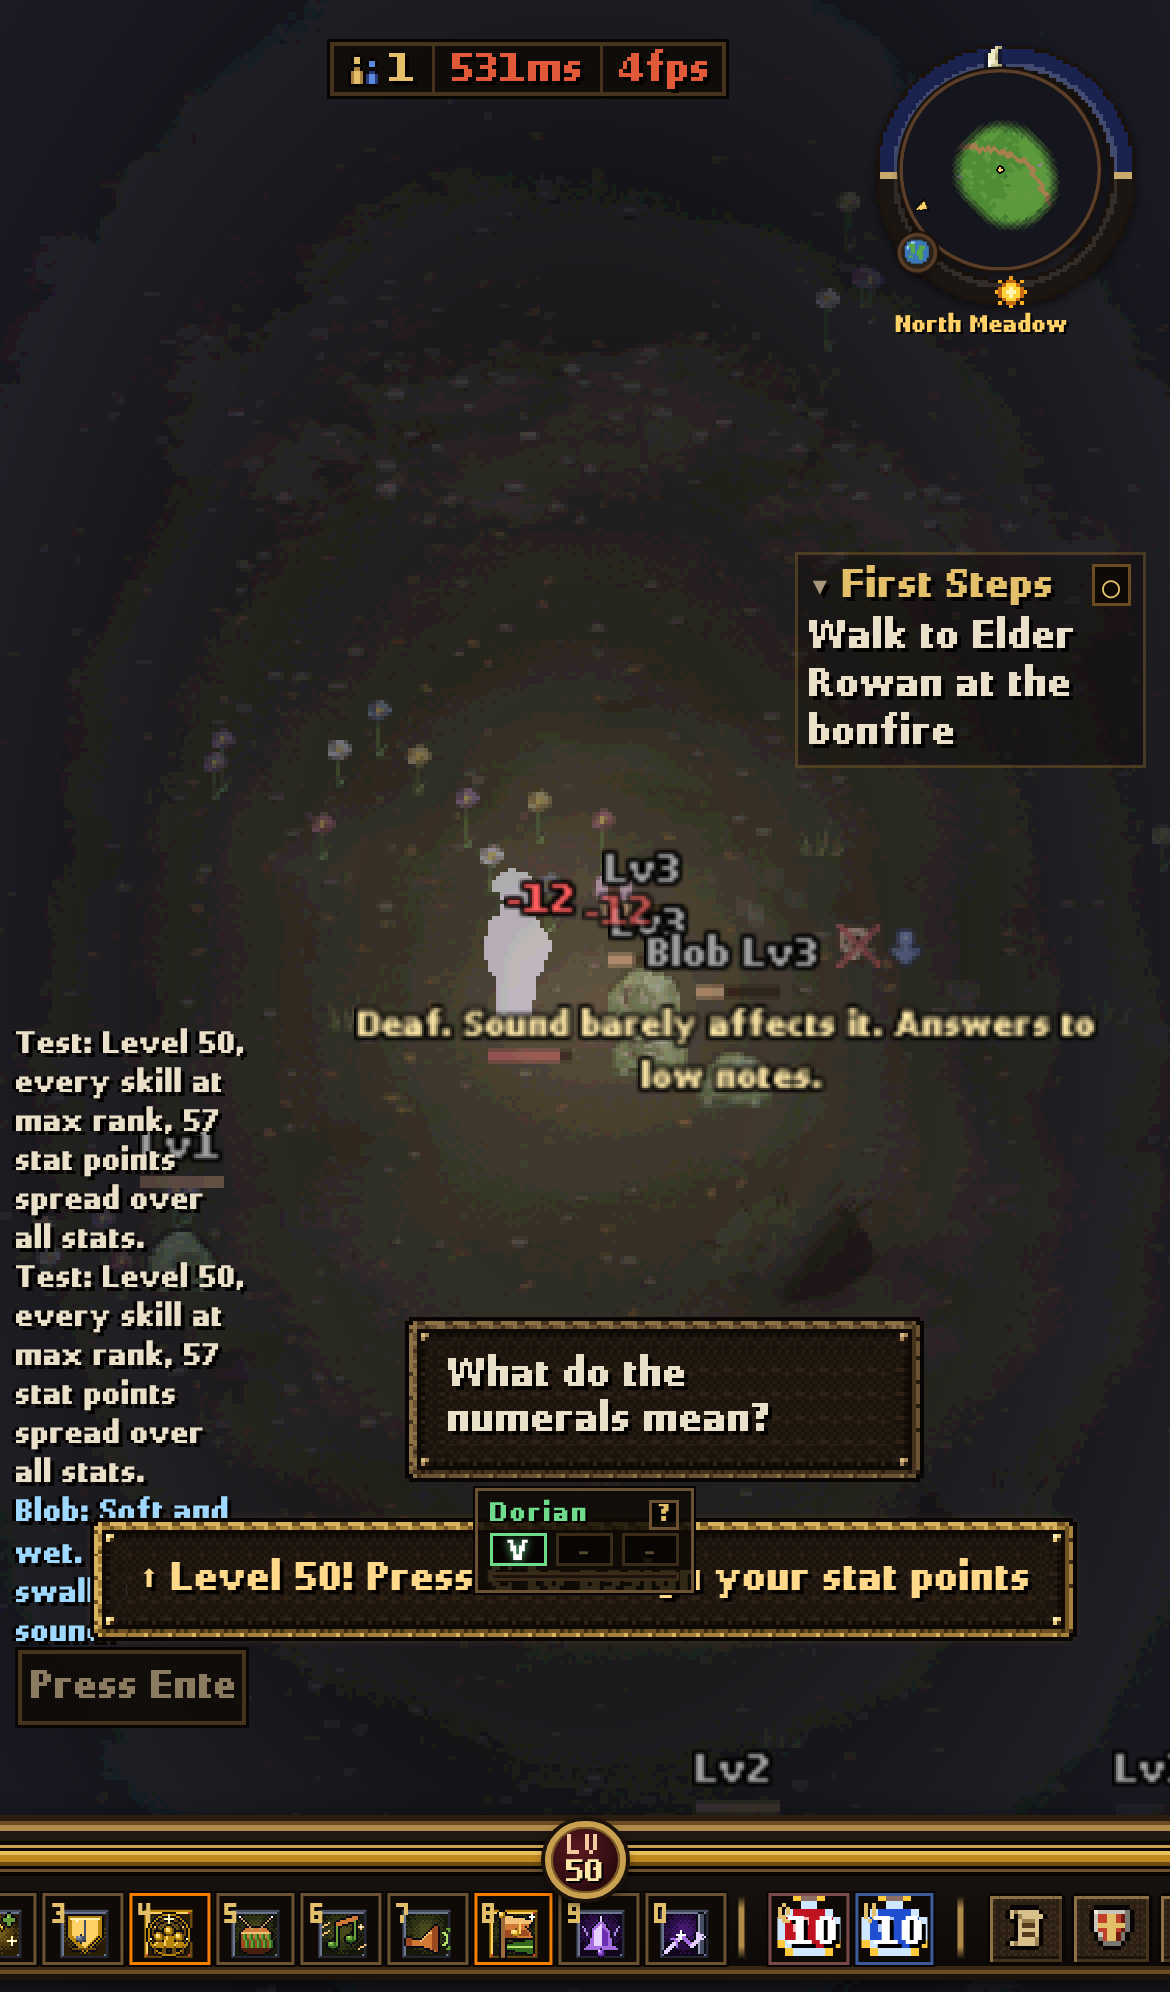 1 531ms 4fps
North Meadow
▼ First Steps
Walk to Elder
Rowan at the
bonfire
Lv3
-12 -12
Lv3
Blob Lv3
Deaf. Sound barely affects it. Answers to
low notes.
Test: Level 50,
every skill at
max rank, 57
stat points
spread over
all stats.
Lv1
Test: Level 50,
every skill at
max rank, 57
stat points
spread over
all stats.
Blob: Soft and
wet.
What do the
numerals mean?
Dorian ?
V - -
↑ Level 50! Press your stat points
Press Ente
Lv2
LV
50
3 4 5 6 7 8 9 0 10 10